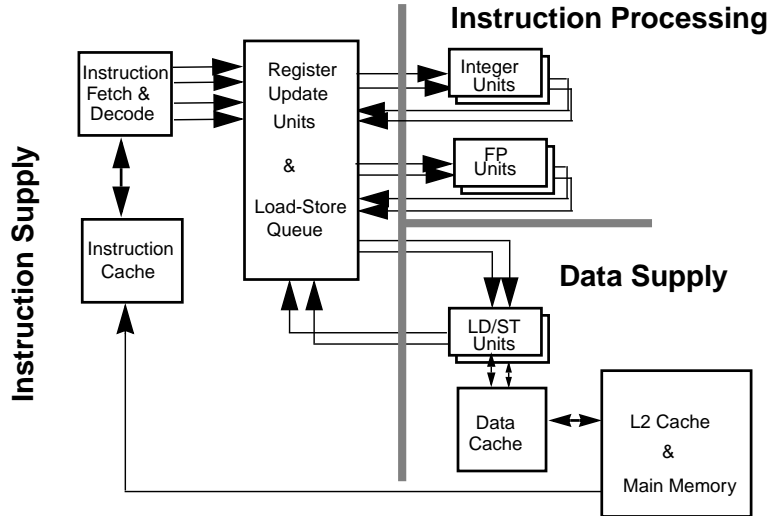 Instruction Processing
Instruction
Fetch &
Decode
Register
Update
Units
&
Load-Store
Queue
Integer
Units
FP
Units
Instruction Supply
Instruction
Cache
Data Supply
LD/ST
Units
Data
Cache
L2 Cache
&
Main Memory